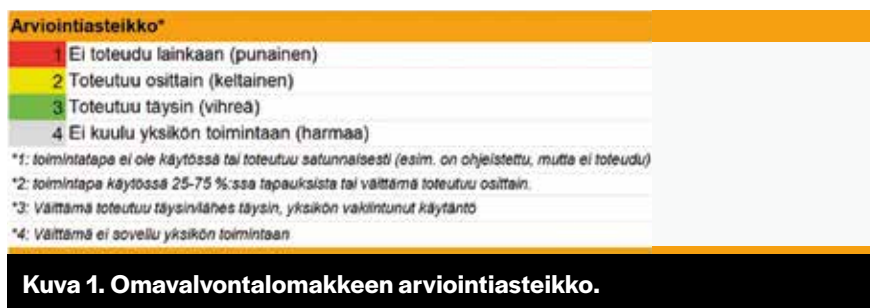 Arviointiasteikko*
1 Ei toteudu lainkaan (punainen)
2 Toteutuu osittain (keltainen)
3 Toteutuu täysin (vihreä)
4 Ei kuulu yksikön toimintaan (harmaa)
*1: toimintatapa ei ole käytössä tai toteutuu satunnaisesti (esim. on ohjeistettu, mutta ei toteudu)
*2: toimintapa käytössä 25-75 %:ssa tapauksista tai väittämä toteutuu osittain.
*3: Väittämä toteutuu täysin/lähes täysin, yksikön vakiintunut käytäntö
*4: Väittämä ei sovellu yksikön toimintaan
Kuva 1. Omavalvontalomakkeen arviointiasteikko.